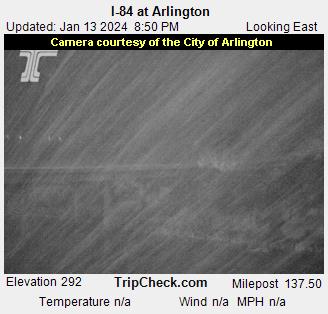 I-84 at Arlington
Updated: Jan 13 2024 8:50 PM Looking East
Camera courtesy of the City of Arlington
Elevation 292 TripCheck.com Milepost 137.50
Temperature n/a Wind n/a MPH n/a